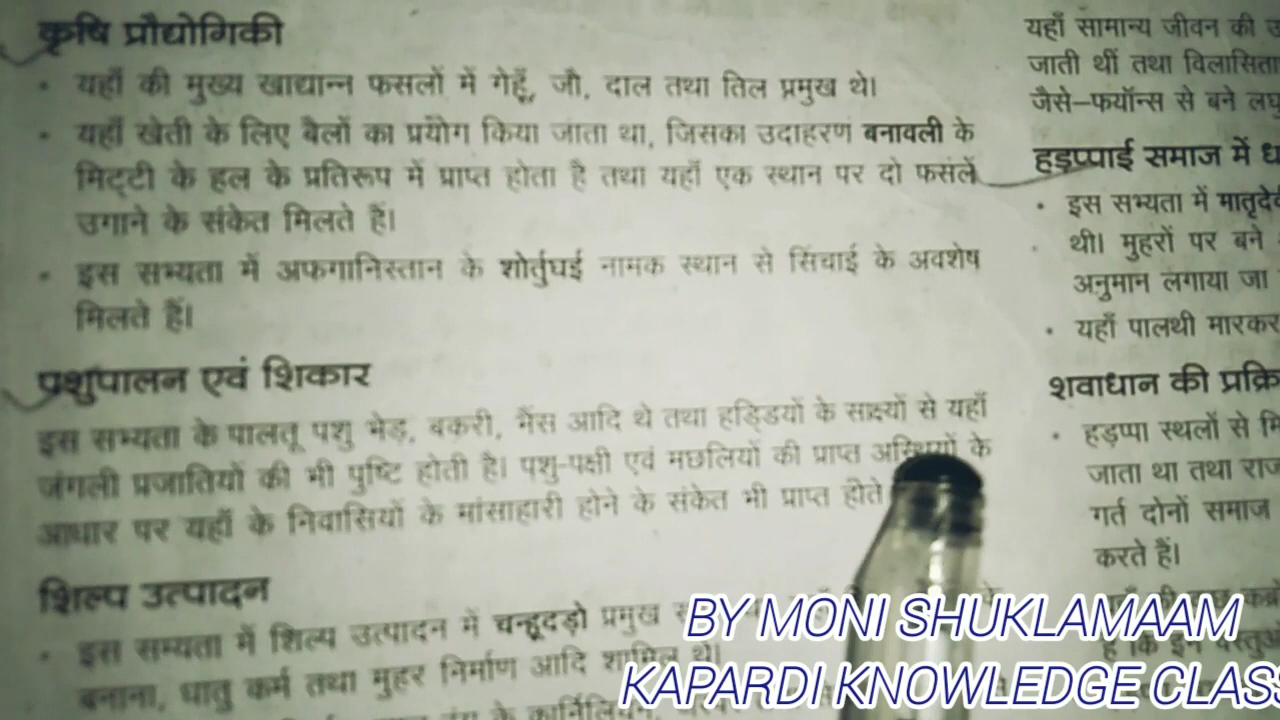 कृषि प्रौद्योगिकी
• यहाँ की मुख्य खाद्यान्न फसलों में गेहूँ, जौ, दाल तथा तिल प्रमुख थे।
• यहाँ खेती के लिए बैलों का प्रयोग किया जाता था, जिसका उदाहरण बनावली के
मिट्टी के हल के प्रतिरूप में प्राप्त होता है तथा यहाँ एक स्थान पर दो फसलें
उगाने के संकेत मिलते हैं।
• इस सभ्यता में अफगानिस्तान के शोर्तुघई नामक स्थान से सिंचाई के अवशेष
मिलते हैं।
पशुपालन एवं शिकार
इस सभ्यता के पालतू पशु भेड़, बकरी, भैंस आदि थे तथा हड्डियों के साक्ष्यों से यहाँ
जंगली प्रजातियों की भी पुष्टि होती है। पशु-पक्षी एवं मछलियों की प्राप्त अस्थियों के
आधार पर यहाँ के निवासियों के मांसाहारी होने के संकेत भी प्राप्त होते
शिल्प उत्पादन
• इस सभ्यता में शिल्प उत्पादन में चन्हूदड़ो प्रमुख
बनाना, धातु कर्म तथा मुहर निर्माण आदि शामिल थे।
के कार्निलियन,
यहाँ सामान्य जीवन की
जाती थीं तथा विलासिता
जैसे–फयॉन्स से बने
हड़प्पाई समाज में
• इस सभ्यता में मातृदेवी
थी। मुहरों पर बने
अनुमान लगाया जा
• यहाँ पालथी मारकर
शवाधान की
• हड़प्पा स्थलों से
जाता था तथा
गर्त दोनों समाज
करते हैं।
BY MONI SHUKLAMAAM
KAPARDI KNOWLEDGE CLASS